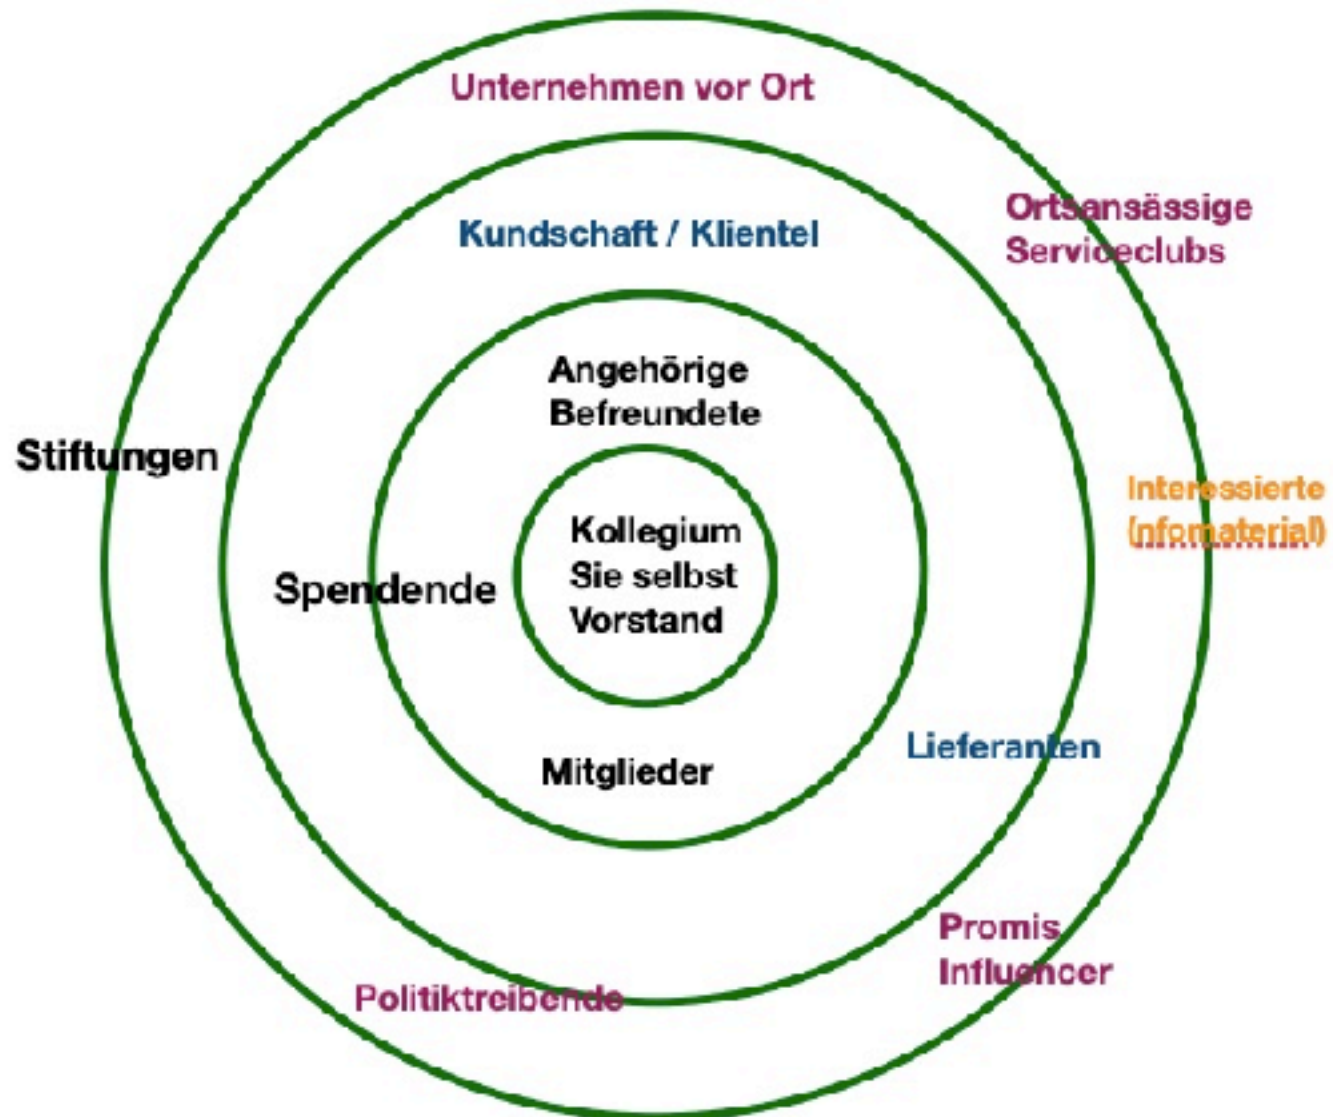 Unternehmen vor Ort
Ortsansässige
Serviceclubs
Kundschaft / Klientel
Angehörige
Befreundete
Stiftungen
Interessierte
(nfomaterial)
Kollegium
Sie selbst
Vorstand
Spendende
Lieferanten
Mitglieder
Promis
Influencer
Politiktreibende